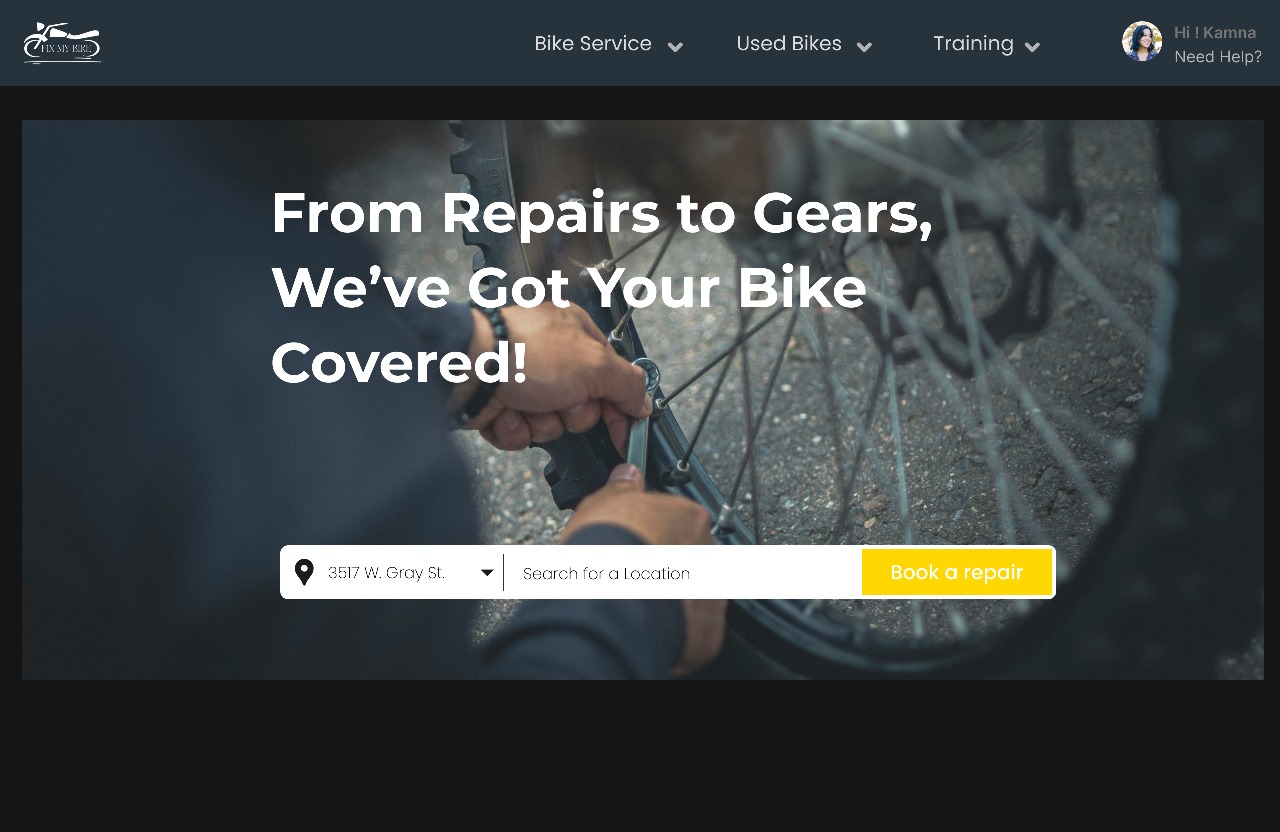 FIX MY BIKE
Bike Service
Used Bikes
Training
Hi ! Kamna
Need Help?
From Repairs to Gears,
We’ve Got Your Bike
Covered!
3517 W. Gray St.
Search for a Location
Book a repair